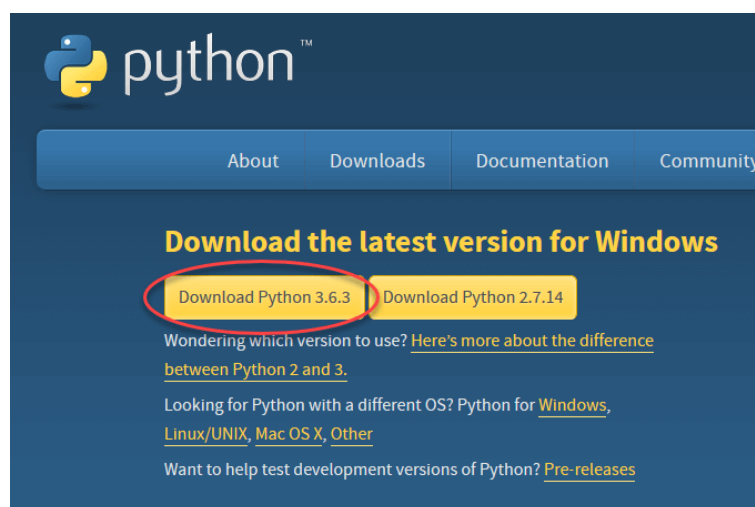 python™
About Downloads Documentation Community
Download the latest version for Windows
Download Python 3.6.3 Download Python 2.7.14
Wondering which version to use? Here's more about the difference
between Python 2 and 3.
Looking for Python with a different OS? Python for Windows,
Linux/UNIX, Mac OS X, Other
Want to help test development versions of Python? Pre-releases